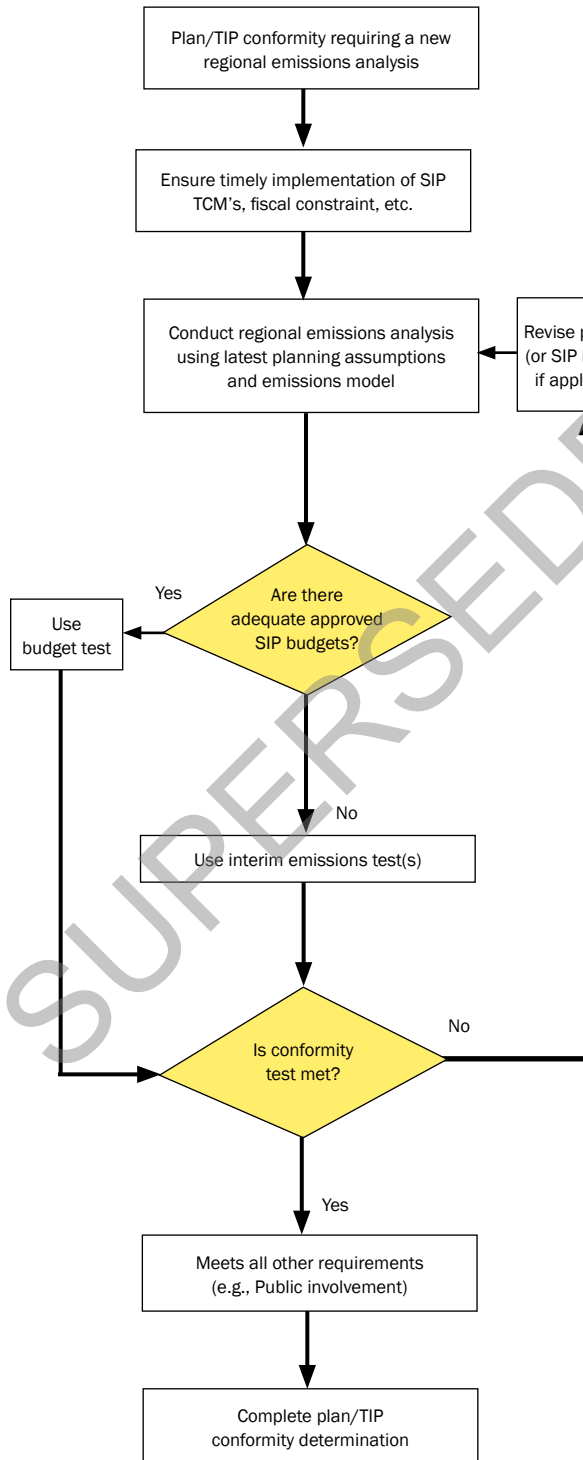 Plan/TIP conformity requiring a new
regional emissions analysis
Ensure timely implementation of SIP
TCM's, fiscal constraint, etc.
Conduct regional emissions analysis
using latest planning assumptions
and emissions model
Revise
(or SIP
if
Are there
adequate approved
SIP budgets?
Yes
Use
budget test
No
Use interim emissions test(s)
Is conformity
test met?
No
Yes
Meets all other requirements
(e.g., Public involvement)
Complete plan/TIP
conformity determination